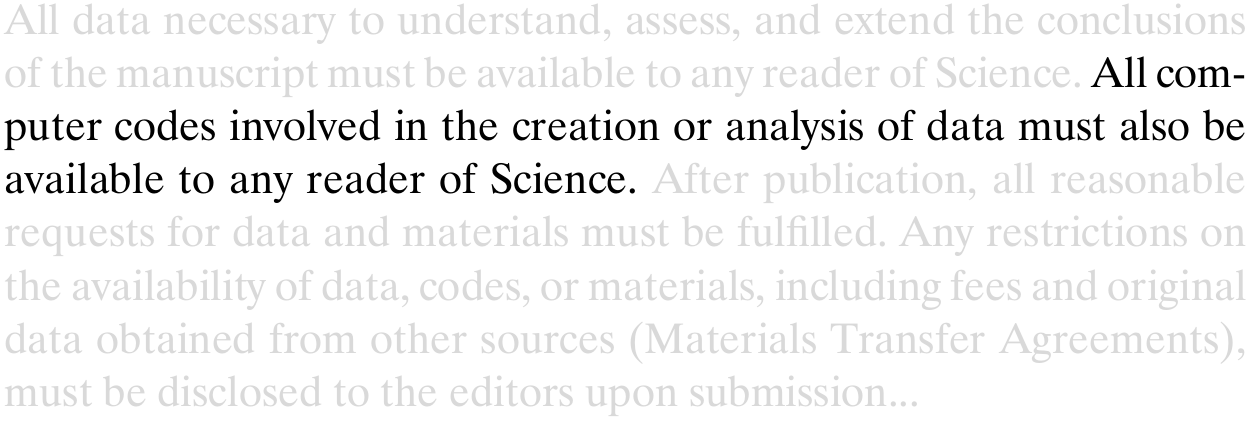 All data necessary to understand, assess, and extend the conclusions
of the manuscript must be available to any reader of Science. All com-
puter codes involved in the creation or analysis of data must also be
available to any reader of Science. After publication, all reasonable
requests for data and materials must be fulfilled. Any restrictions on
the availability of data, codes, or materials, including fees and original
data obtained from other sources (Materials Transfer Agreements),
must be disclosed to the editors upon submission...